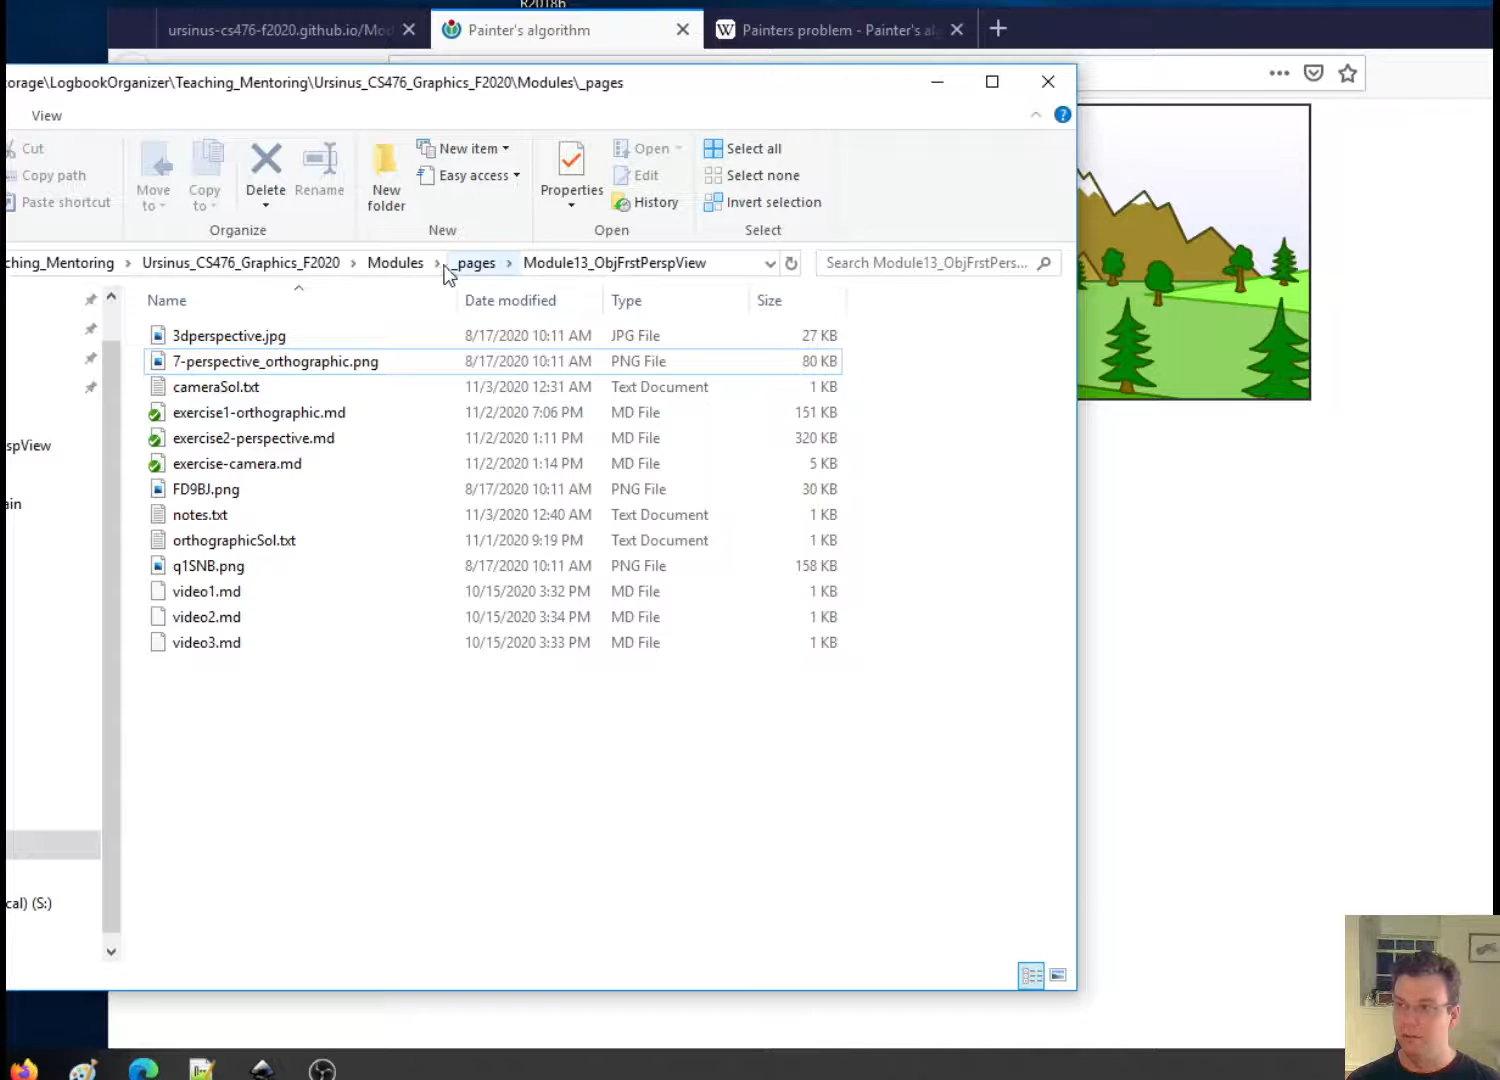 R2018b
ursinus-cs476-f2020.github.io/Mo
Painter's algorithm
Painters problem - Painter's al
orage\LogbookOrganizer\Teaching_Mentoring\Ursinus_CS476_Graphics_F2020\Modules\_pages
View
Cut
Copy path
Paste shortcut
Move to
Copy to
Delete
Rename
Organize
New folder
New item
Easy access
New
Properties
Open
Edit
History
Open
Select all
Select none
Invert selection
Select
ching_Mentoring › Ursinus_CS476_Graphics_F2020 › Modules › _pages › Module13_ObjFrstPerspView
Search Module13_ObjFrstPers...
Name Date modified Type Size
3dperspective.jpg 8/17/2020 10:11 AM JPG File 27 KB
7-perspective_orthographic.png 8/17/2020 10:11 AM PNG File 80 KB
cameraSol.txt 11/3/2020 12:31 AM Text Document 1 KB
exercise1-orthographic.md 11/2/2020 7:06 PM MD File 151 KB
exercise2-perspective.md 11/2/2020 1:11 PM MD File 320 KB
exercise-camera.md 11/2/2020 1:14 PM MD File 5 KB
FD9BJ.png 8/17/2020 10:11 AM PNG File 30 KB
notes.txt 11/3/2020 12:40 AM Text Document 1 KB
orthographicSol.txt 11/1/2020 9:19 PM Text Document 1 KB
q1SNB.png 8/17/2020 10:11 AM PNG File 158 KB
video1.md 10/15/2020 3:32 PM MD File 1 KB
video2.md 10/15/2020 3:34 PM MD File 1 KB
video3.md 10/15/2020 3:33 PM MD File 1 KB
spView
ain
cal) (S:)